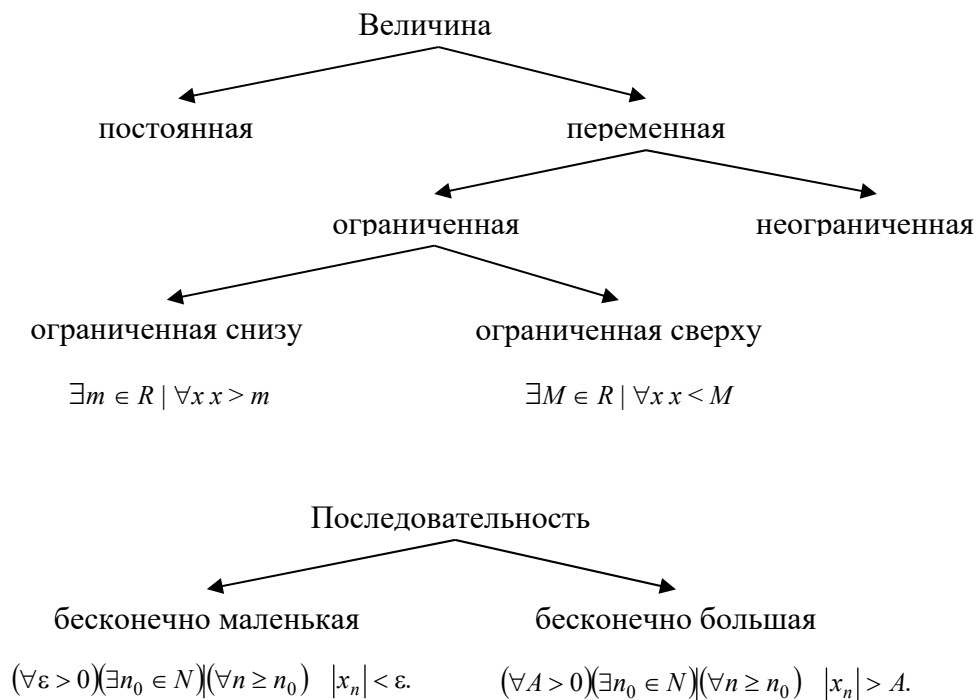 Величина
постоянная переменная
ограниченная неограниченная
ограниченная снизу ограниченная сверху
∃m ∈ R | ∀x x > m ∃M ∈ R | ∀x x < M
Последовательность
бесконечно маленькая бесконечно большая
(∀ε > 0)(∃n₀ ∈ N)|(∀n ≥ n₀) |xₙ| < ε. (∀A > 0)(∃n₀ ∈ N)|(∀n ≥ n₀) |xₙ| > A.